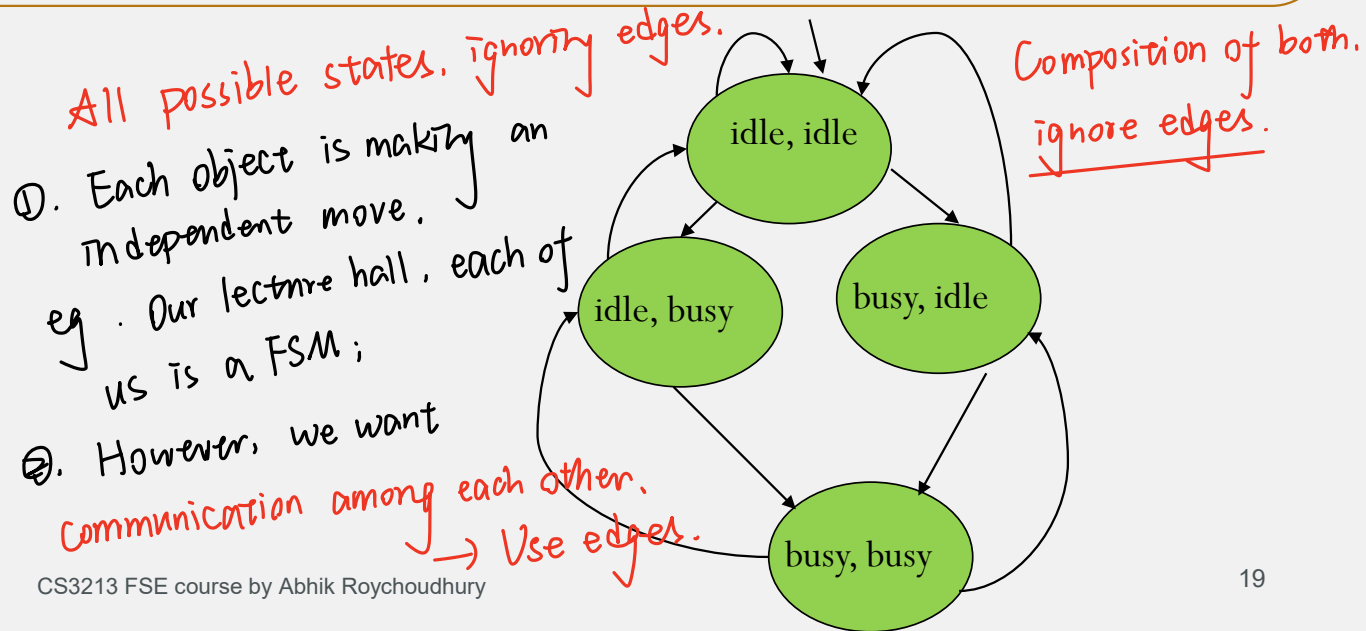 All possible states, ignoring edges.
①. Each object is making an
independent move.
eg. Our lecture hall, each of
us is a FSM;
②. However, we want
communication among each other.
→ Use edges.
Composition of both.
ignore edges.
idle, idle
idle, busy
busy, idle
busy, busy
CS3213 FSE course by Abhik Roychoudhury
19